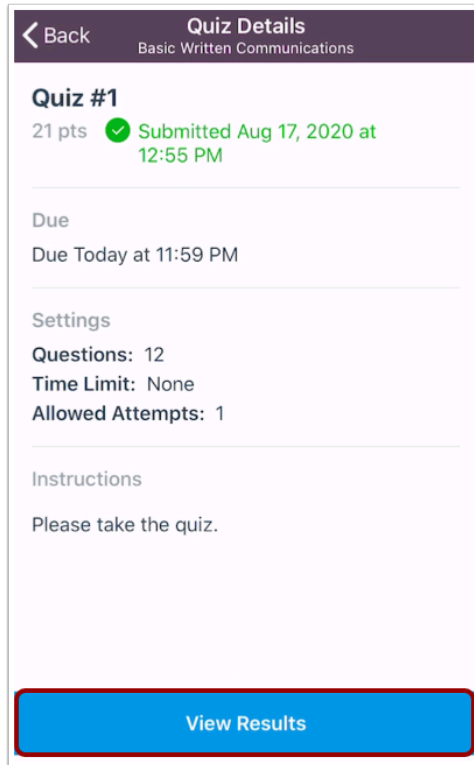 Back
Quiz Details
Basic Written Communications
Quiz #1
21 pts Submitted Aug 17, 2020 at
12:55 PM
Due
Due Today at 11:59 PM
Settings
Questions: 12
Time Limit: None
Allowed Attempts: 1
Instructions
Please take the quiz.
View Results